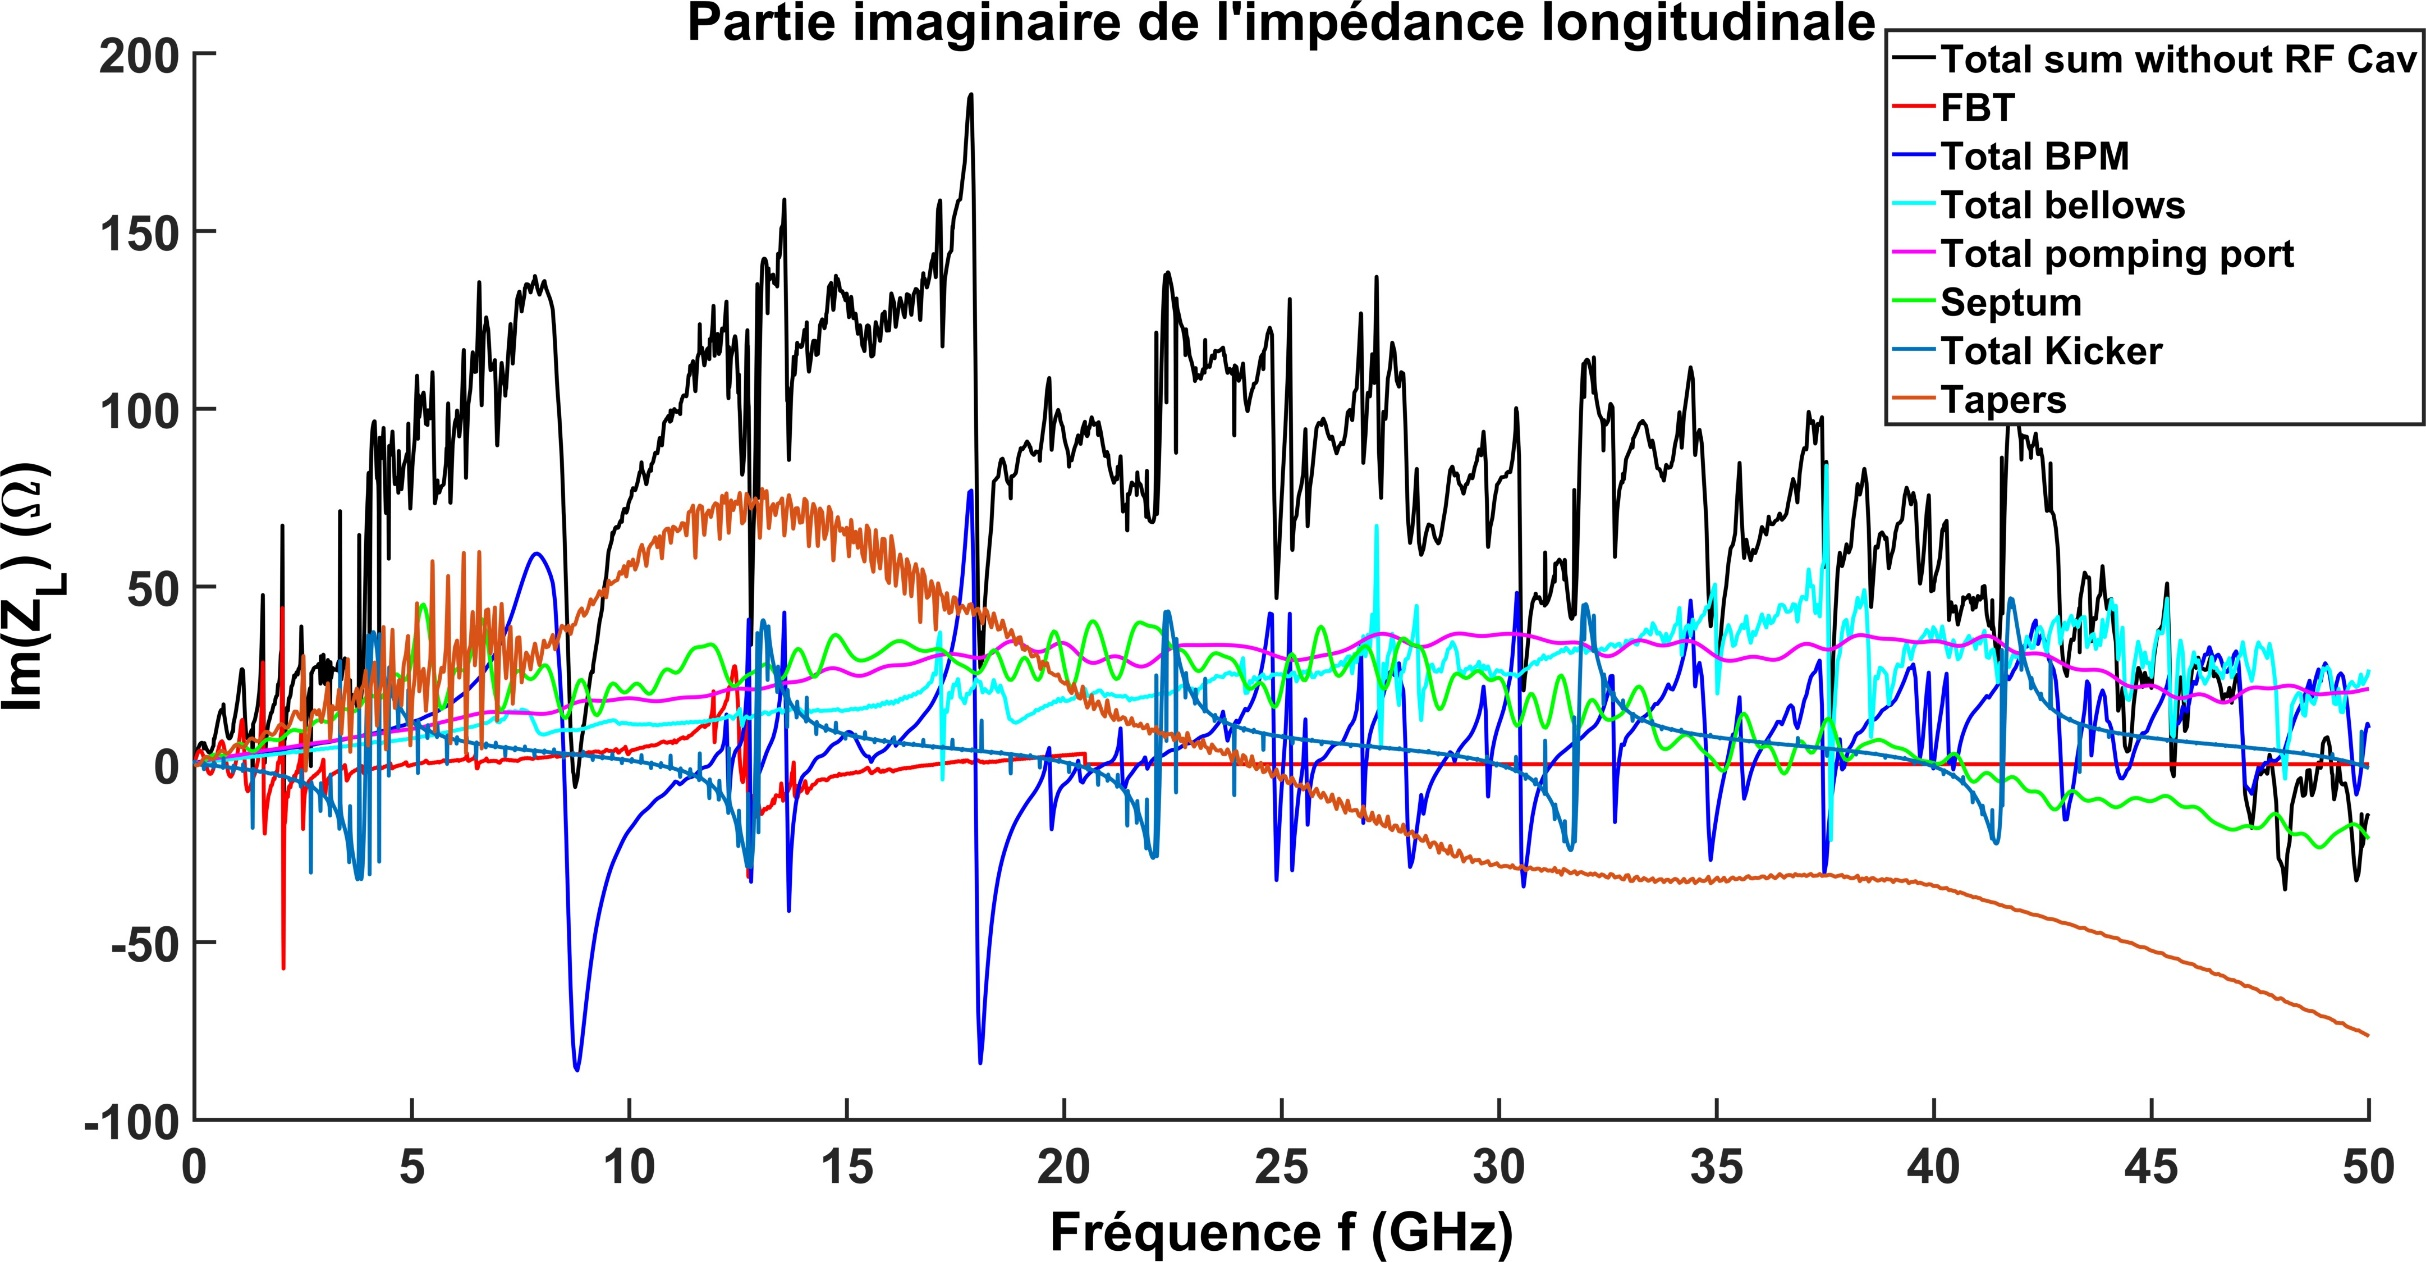 Partie imaginaire de l'impédance longitudinale
Total sum without RF Cav
FBT
Total BPM
Total bellows
Total pomping port
Septum
Total Kicker
Tapers
200
150
100
50
0
-50
-100
Im(Z_L) (Ω)
0 5 10 15 20 25 30 35 40 45 50
Fréquence f (GHz)